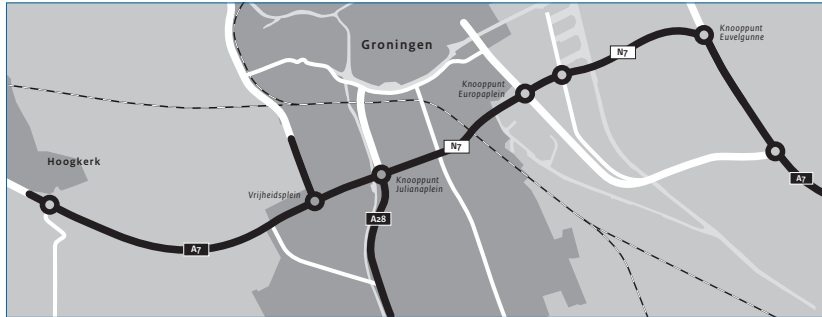 Groningen
Knooppunt
Euvelgunne
N7
Knooppunt
Europaplein
N7
Hoogkerk
A7
Vrijheidsplein
Knooppunt
Julianaplein
A28
A7